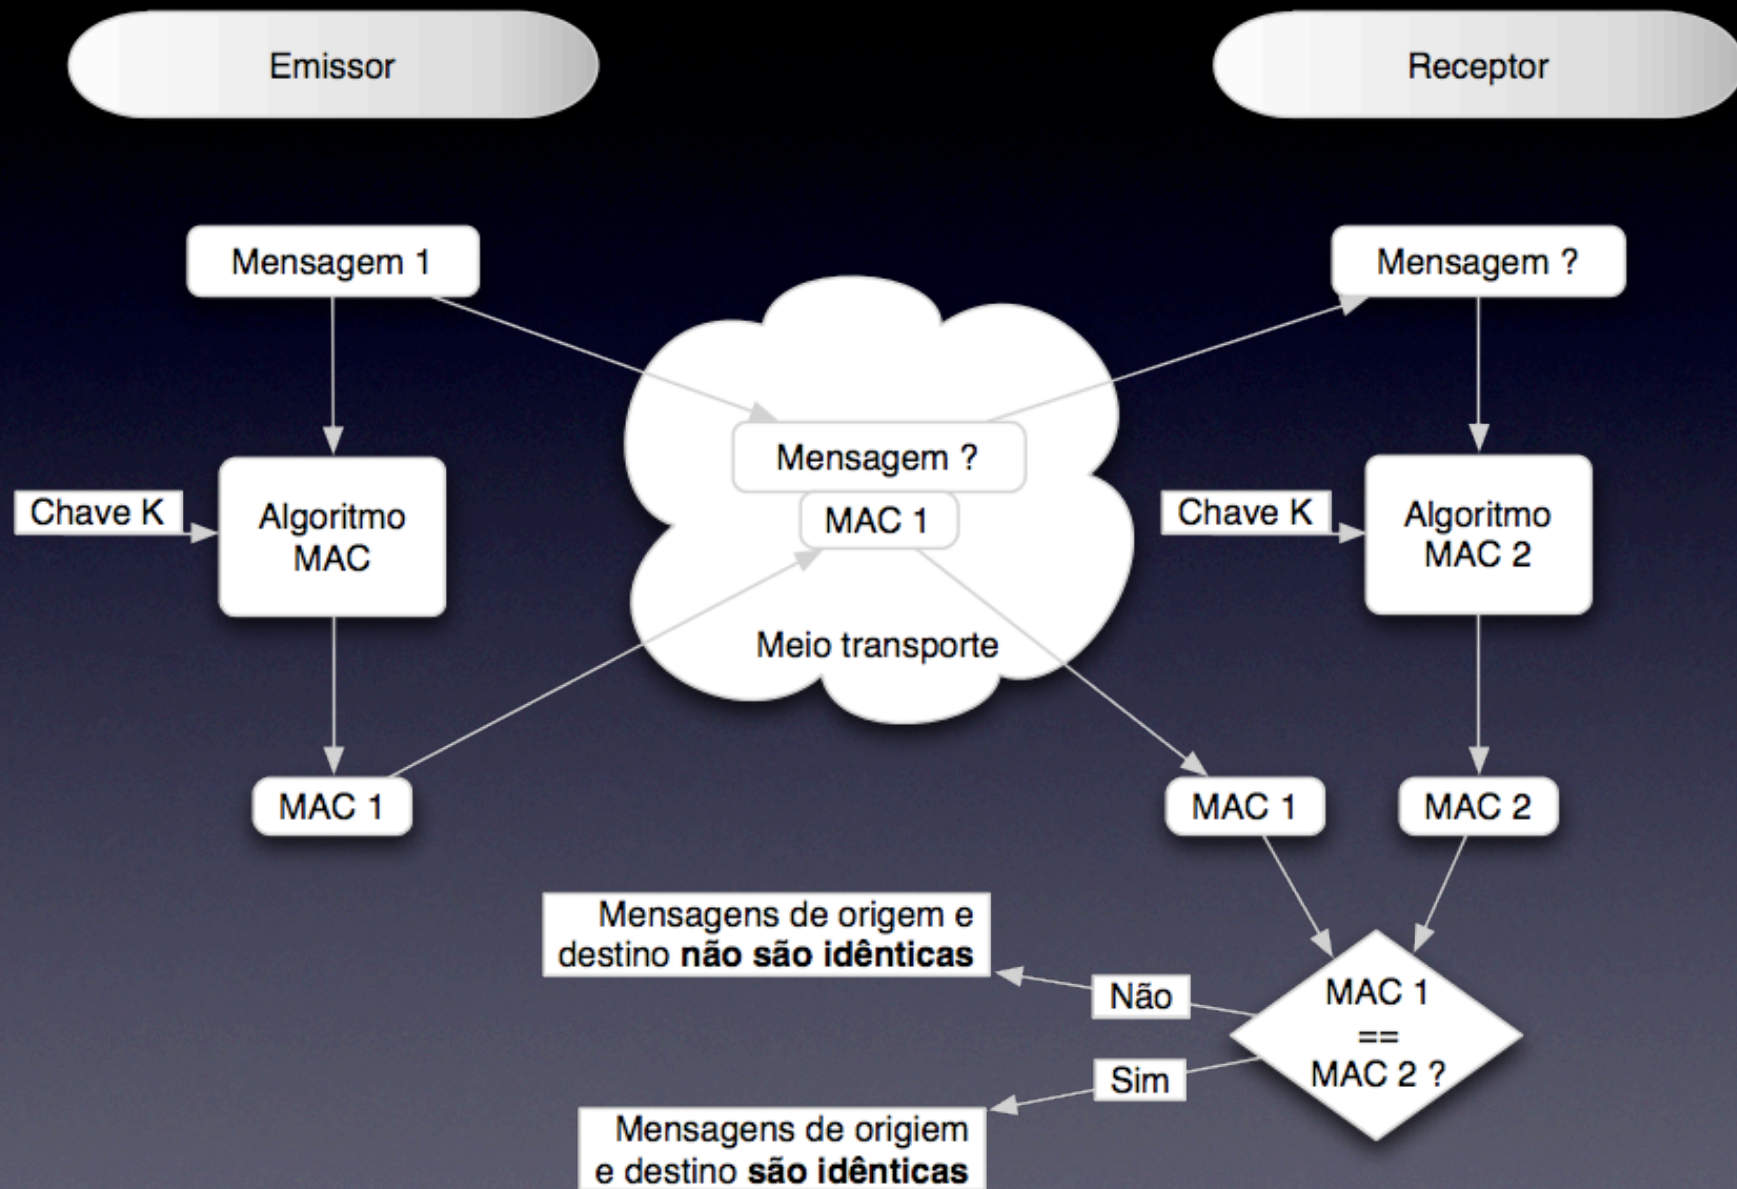 Emissor
Receptor
Mensagem 1
Mensagem ?
Mensagem ?
MAC 1
Meio transporte
Chave K
Algoritmo
MAC
Chave K
Algoritmo
MAC 2
MAC 1
MAC 1
MAC 2
Mensagens de origem e
destino não são idênticas
Não
MAC 1
==
MAC 2 ?
Sim
Mensagens de origiem
e destino são idênticas